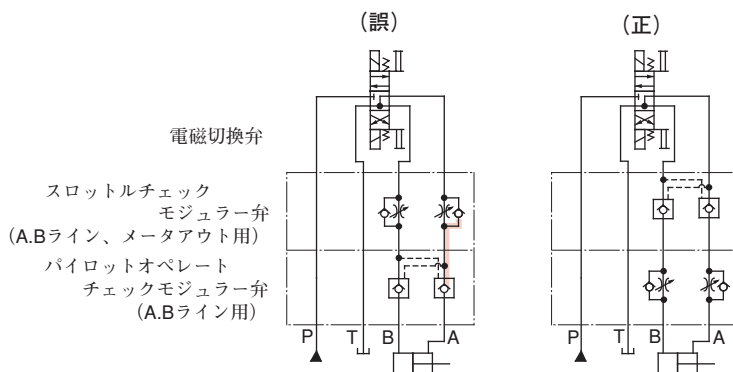 (誤)
(正)
電磁切換弁
スロットルチェック
モジュラー弁
(A.Bライン、メータアウト用)
パイロットオペレート
チェックモジュラー弁
(A.Bライン用)
P T B A
P T B A